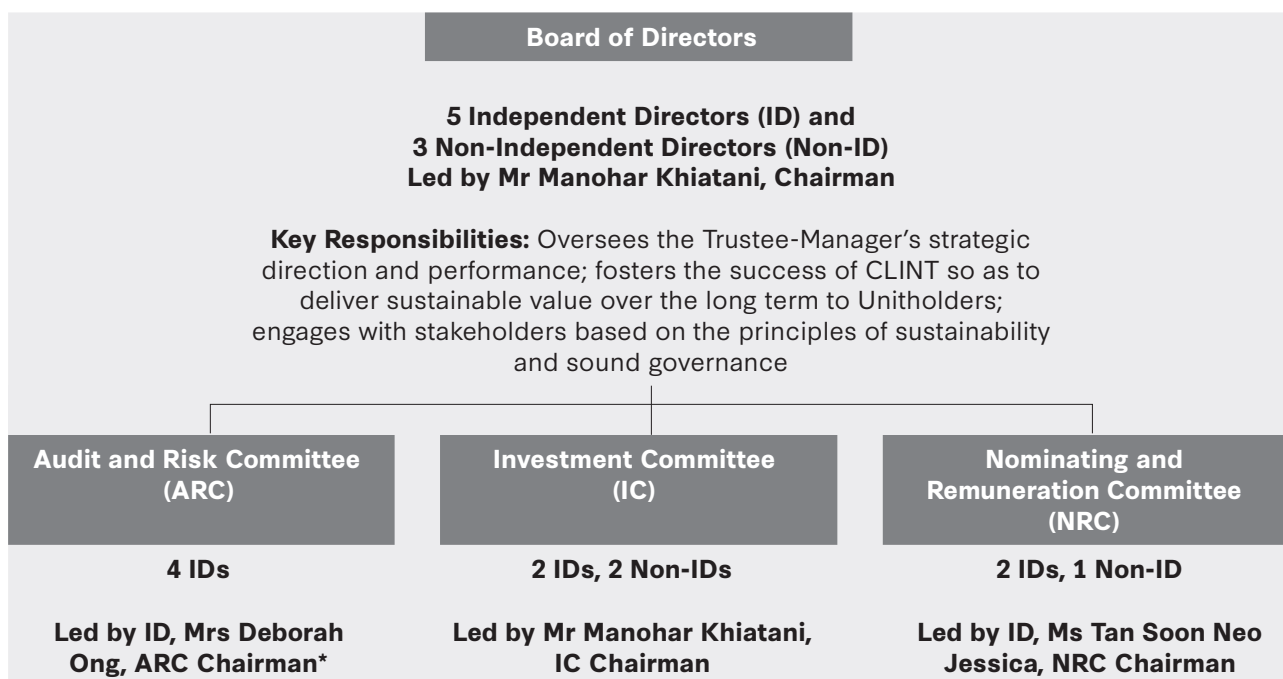 Board of Directors
5 Independent Directors (ID) and
3 Non-Independent Directors (Non-ID)
Led by Mr Manohar Khiatani, Chairman
Key Responsibilities: Oversees the Trustee-Manager's strategic
direction and performance; fosters the success of CLINT so as to
deliver sustainable value over the long term to Unitholders;
engages with stakeholders based on the principles of sustainability
and sound governance
Audit and Risk Committee
(ARC)
4 IDs
Led by ID, Mrs Deborah
Ong, ARC Chairman*
Investment Committee
(IC)
2 IDs, 2 Non-IDs
Led by Mr Manohar Khiatani,
IC Chairman
Nominating and
Remuneration Committee
(NRC)
2 IDs, 1 Non-ID
Led by ID, Ms Tan Soon Neo
Jessica, NRC Chairman